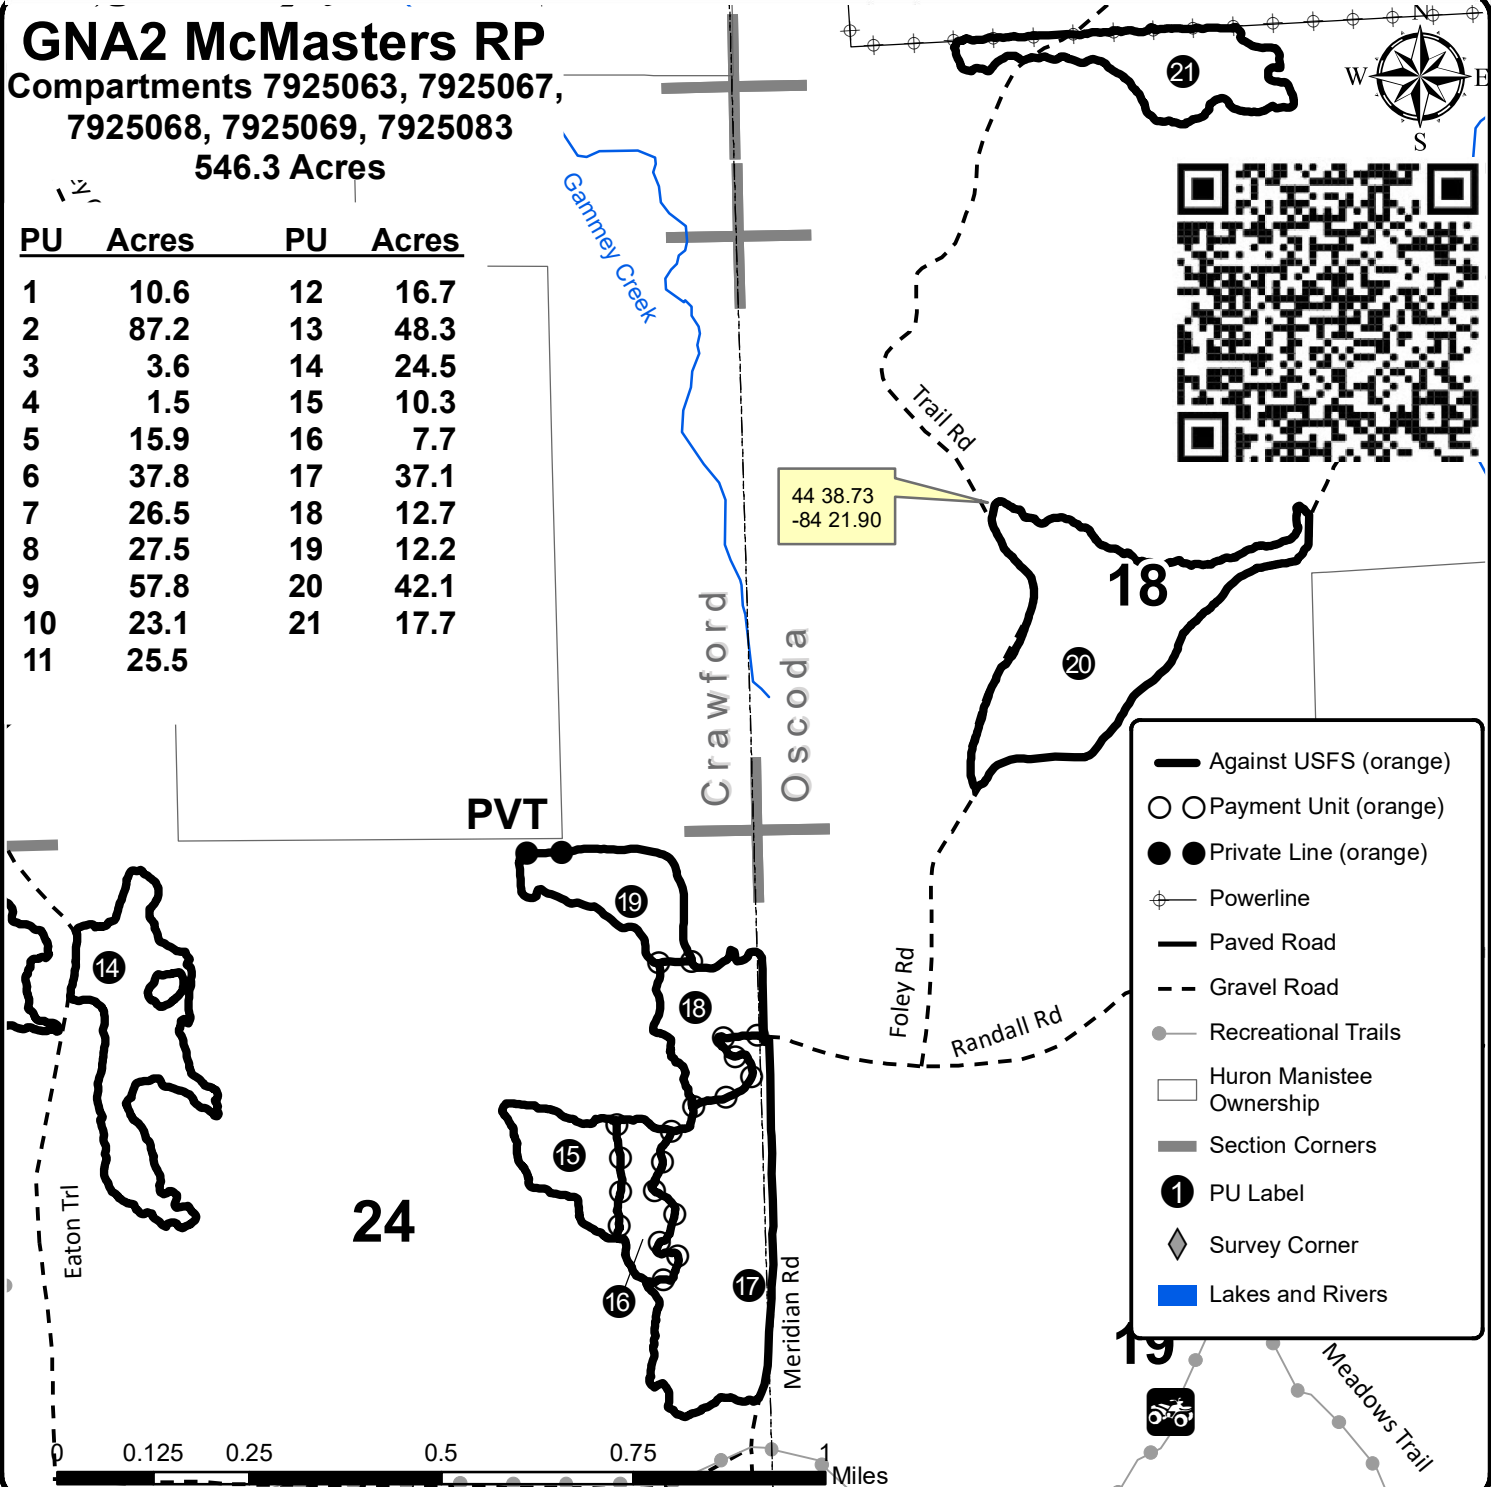 GNA2 McMasters RP
Compartments 7925063, 7925067,
7925068, 7925069, 7925083
546.3 Acres
PU Acres PU Acres
1 10.6 12 16.7
2 87.2 13 48.3
3 3.6 14 24.5
4 1.5 15 10.3
5 15.9 16 7.7
6 37.8 17 37.1
7 26.5 18 12.7
8 27.5 19 12.2
9 57.8 20 42.1
10 23.1 21 17.7
11 25.5
Gammey Creek
21
N
W E
S
Trail Rd
44 38.73
-84 21.90
18
20
Crawford
Oscoda
PVT
19
14
18
15
16
17
24
Eaton Trl
Meridian Rd
Foley Rd
Randall Rd
Against USFS (orange)
Payment Unit (orange)
Private Line (orange)
Powerline
Paved Road
Gravel Road
Recreational Trails
Huron Manistee
Ownership
Section Corners
1 PU Label
Survey Corner
Lakes and Rivers
19
Meadows Trail
0 0.125 0.25 0.5 0.75 1
Miles